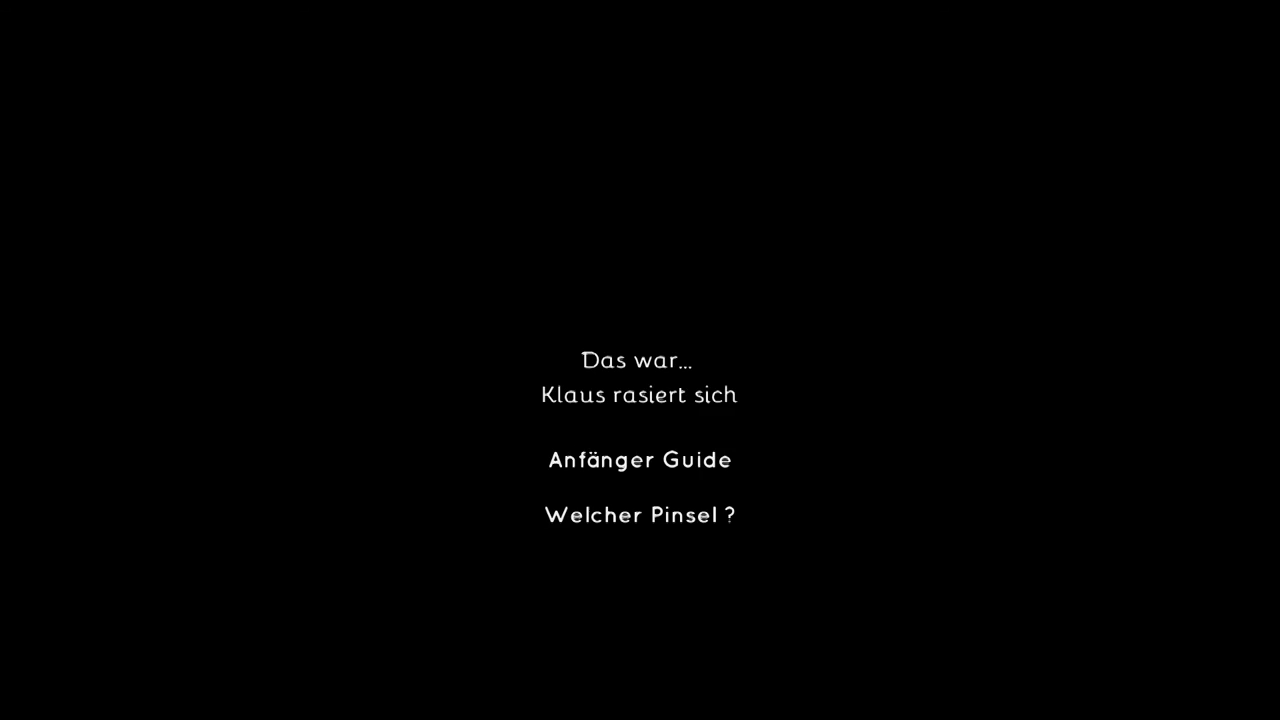 Das war...
Klaus rasiert sich
Anfänger Guide
Welcher Pinsel ?